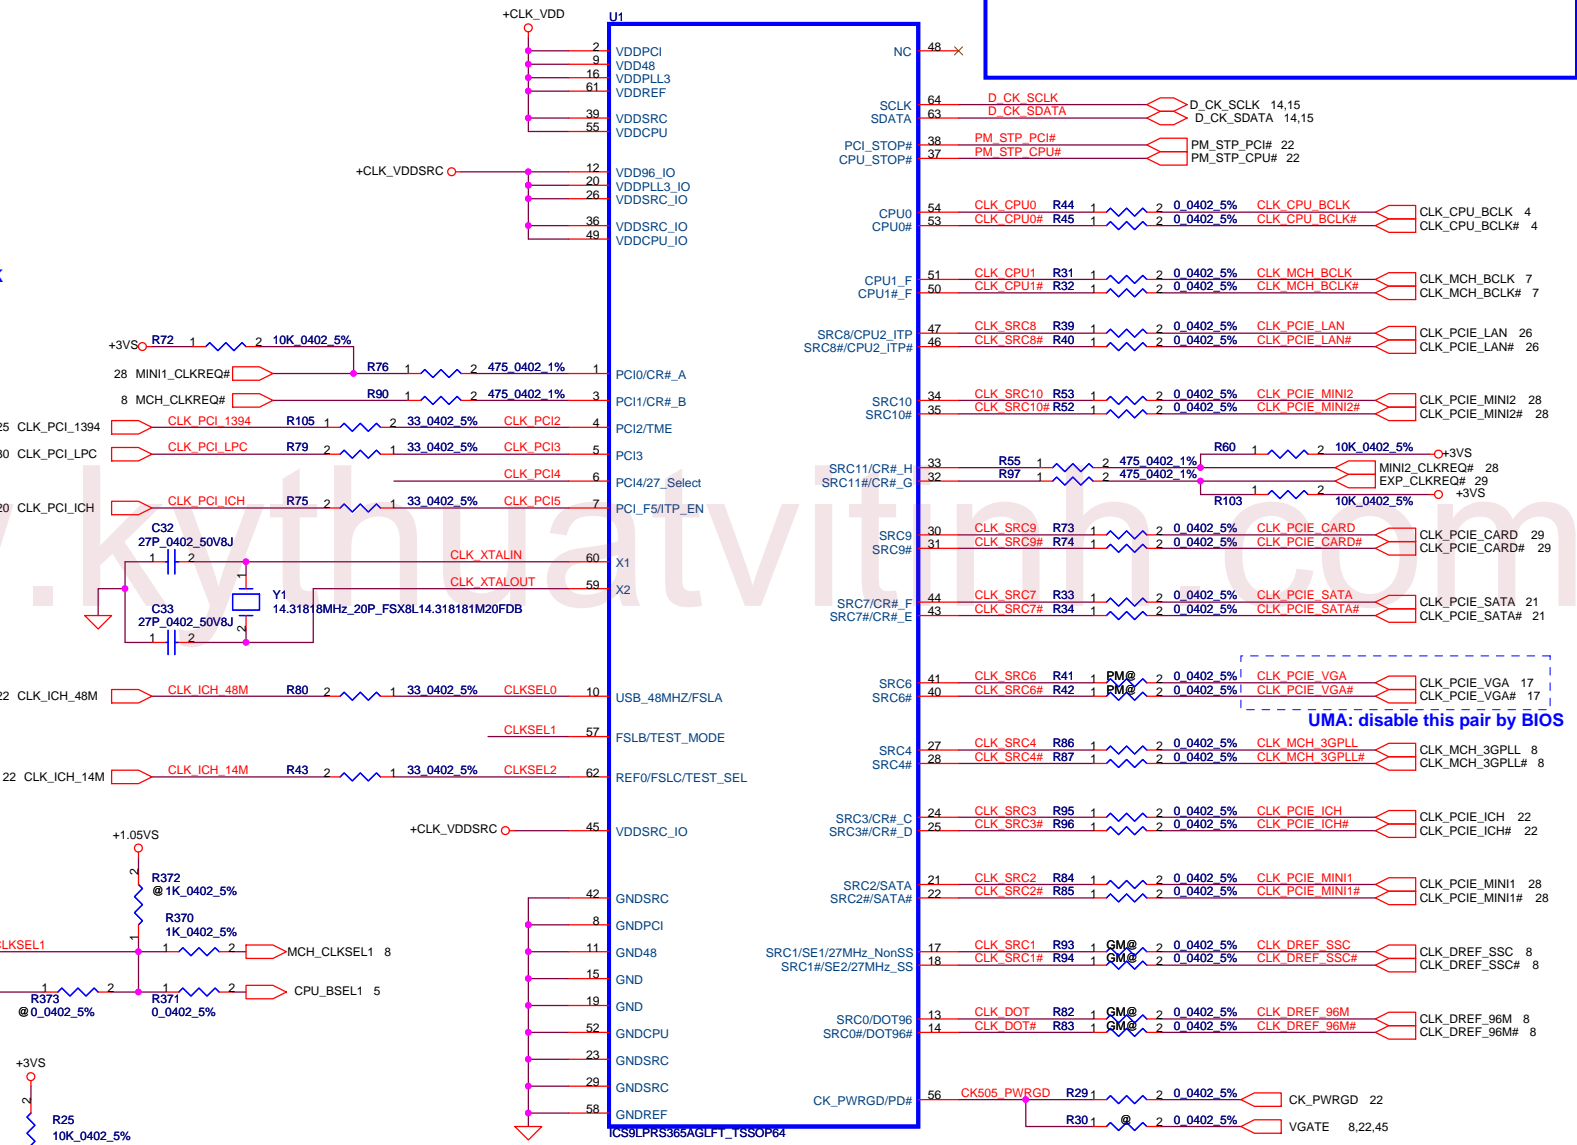 +CLK_VDD
U1
2 VDDPCI
9 VDD48
16 VDDPLL3
61 VDDREF
39 VDDSRC
55 VDDCPU
+CLK_VDDSRC
12 VDD96_IO
20 VDDPLL3_IO
26 VDDSRC_IO
36 VDDSRC_IO
49 VDDCPU_IO
+3VS R72 1 2 10K_0402_5%
28 MINI1_CLKREQ# R76 1 2 475_0402_1% 1 PCI0/CR#_A
8 MCH_CLKREQ# R90 1 2 475_0402_1% 3 PCI1/CR#_B
25 CLK_PCI_1394 CLK_PCI_1394 R105 1 2 33_0402_5% CLK_PCI2 4 PCI2/TME
30 CLK_PCI_LPC CLK_PCI_LPC R79 2 1 33_0402_5% CLK_PCI3 5 PCI3
CLK_PCI4 6 PCI4/27_Select
20 CLK_PCI_ICH CLK_PCI_ICH R75 2 1 33_0402_5% CLK_PCI5 7 PCI_F5/ITP_EN
C32
27P_0402_50V8J
1 2
CLK_XTALIN 60 X1
CLK_XTALOUT 59 X2
1
Y1
14.31818MHz_20P_FSX8L14.318181M20FDB
2
C33
27P_0402_50V8J
1 2
22 CLK_ICH_48M CLK_ICH_48M R80 2 1 33_0402_5% CLKSEL0 10 USB_48MHZ/FSLA
CLKSEL1 57 FSLB/TEST_MODE
22 CLK_ICH_14M CLK_ICH_14M R43 2 1 33_0402_5% CLKSEL2 62 REF0/FSLC/TEST_SEL
+CLK_VDDSRC 45 VDDSRC_IO
+1.05VS
2
R372
@ 1K_0402_5%
1
R370
1K_0402_5%
CLKSEL1 1 2 MCH_CLKSEL1 8
1 2 1 2 CPU_BSEL1 5
R373 R371
@ 0_0402_5% 0_0402_5%
+3VS
2
R25
10K_0402_5%
42 GNDSRC
8 GNDPCI
11 GND48
15 GND
19 GND
52 GNDCPU
23 GNDSRC
29 GNDSRC
58 GNDREF
ICS9LPRS365AGLFT_TSSOP64
NC 48
SCLK 64 D_CK_SCLK D_CK_SCLK 14,15
SDATA 63 D_CK_SDATA D_CK_SDATA 14,15
PCI_STOP# 38 PM_STP_PCI# PM_STP_PCI# 22
CPU_STOP# 37 PM_STP_CPU# PM_STP_CPU# 22
CPU0 54 CLK_CPU0 R44 1 2 0_0402_5% CLK_CPU_BCLK CLK_CPU_BCLK 4
CPU0# 53 CLK_CPU0# R45 1 2 0_0402_5% CLK_CPU_BCLK# CLK_CPU_BCLK# 4
CPU1_F 51 CLK_CPU1 R31 1 2 0_0402_5% CLK_MCH_BCLK CLK_MCH_BCLK 7
CPU1#_F 50 CLK_CPU1# R32 1 2 0_0402_5% CLK_MCH_BCLK# CLK_MCH_BCLK# 7
SRC8/CPU2_ITP 47 CLK_SRC8 R39 1 2 0_0402_5% CLK_PCIE_LAN CLK_PCIE_LAN 26
SRC8#/CPU2_ITP# 46 CLK_SRC8# R40 1 2 0_0402_5% CLK_PCIE_LAN# CLK_PCIE_LAN# 26
SRC10 34 CLK_SRC10 R53 1 2 0_0402_5% CLK_PCIE_MINI2 CLK_PCIE_MINI2 28
SRC10# 35 CLK_SRC10# R52 1 2 0_0402_5% CLK_PCIE_MINI2# CLK_PCIE_MINI2# 28
R60 1 2 10K_0402_5% +3VS
SRC11/CR#_H 33 R55 1 2 475_0402_1% MINI2_CLKREQ# 28
SRC11#/CR#_G 32 R97 1 2 475_0402_1% EXP_CLKREQ# 29
R103 1 2 10K_0402_5% +3VS
SRC9 30 CLK_SRC9 R73 1 2 0_0402_5% CLK_PCIE_CARD CLK_PCIE_CARD 29
SRC9# 31 CLK_SRC9# R74 1 2 0_0402_5% CLK_PCIE_CARD# CLK_PCIE_CARD# 29
SRC7/CR#_F 44 CLK_SRC7 R33 1 2 0_0402_5% CLK_PCIE_SATA CLK_PCIE_SATA 21
SRC7#/CR#_E 43 CLK_SRC7# R34 1 2 0_0402_5% CLK_PCIE_SATA# CLK_PCIE_SATA# 21
SRC6 41 CLK_SRC6 R41 1 PM@ 2 0_0402_5% CLK_PCIE_VGA CLK_PCIE_VGA 17
SRC6# 40 CLK_SRC6# R42 1 PM@ 2 0_0402_5% CLK_PCIE_VGA# CLK_PCIE_VGA# 17
UMA: disable this pair by BIOS
SRC4 27 CLK_SRC4 R86 1 2 0_0402_5% CLK_MCH_3GPLL CLK_MCH_3GPLL 8
SRC4# 28 CLK_SRC4# R87 1 2 0_0402_5% CLK_MCH_3GPLL# CLK_MCH_3GPLL# 8
SRC3/CR#_C 24 CLK_SRC3 R95 1 2 0_0402_5% CLK_PCIE_ICH CLK_PCIE_ICH 22
SRC3#/CR#_D 25 CLK_SRC3# R96 1 2 0_0402_5% CLK_PCIE_ICH# CLK_PCIE_ICH# 22
SRC2/SATA 21 CLK_SRC2 R84 1 2 0_0402_5% CLK_PCIE_MINI1 CLK_PCIE_MINI1 28
SRC2#/SATA# 22 CLK_SRC2# R85 1 2 0_0402_5% CLK_PCIE_MINI1# CLK_PCIE_MINI1# 28
SRC1/SE1/27MHz_NonSS 17 CLK_SRC1 R93 1 GM@ 2 0_0402_5% CLK_DREF_SSC CLK_DREF_SSC 8
SRC1#/SE2/27MHz_SS 18 CLK_SRC1# R94 1 GM@ 2 0_0402_5% CLK_DREF_SSC# CLK_DREF_SSC# 8
SRC0/DOT96 13 CLK_DOT R82 1 GM@ 2 0_0402_5% CLK_DREF_96M CLK_DREF_96M 8
SRC0#/DOT96# 14 CLK_DOT# R83 1 GM@ 2 0_0402_5% CLK_DREF_96M# CLK_DREF_96M# 8
CK_PWRGD/PD# 56 CK505_PWRGD R29 1 2 0_0402_5% CK_PWRGD 22
R30 1 @ 2 0_0402_5% VGATE 8,22,45
.kythuatvitinh.com